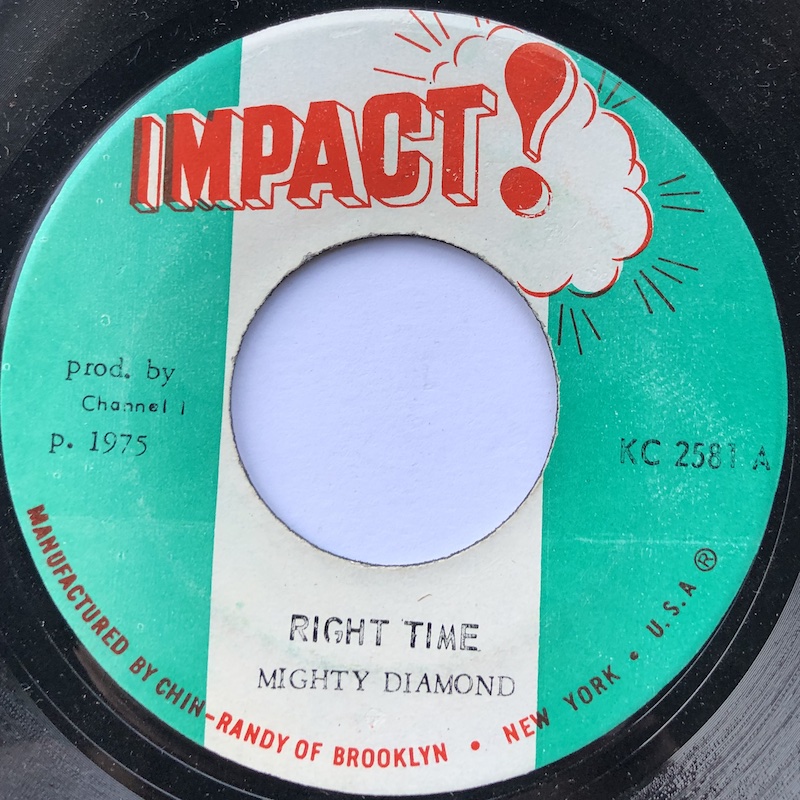 IMPACT!
prod. by
Channel 1
p. 1975
KC 2581 A
RIGHT TIME
MIGHTY DIAMOND
MANUFACTURED BY CHIN-RANDY OF BROOKLYN • NEW YORK • U.S.A ®